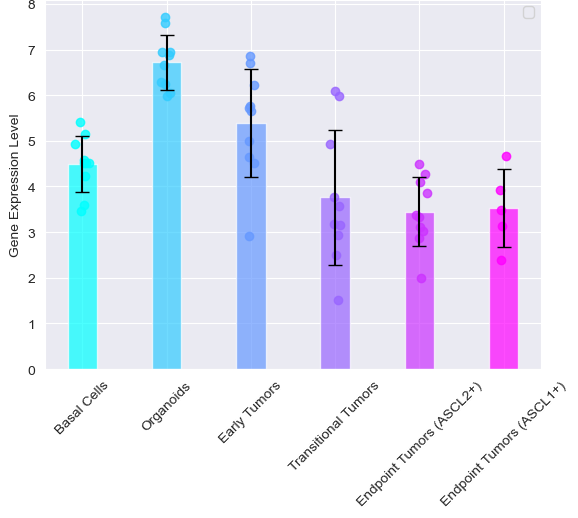 8
7
6
5
4
3
2
1
0
Gene Expression Level
Basal Cells
Organoids
Early Tumors
Transitional Tumors
Endpoint Tumors (ASCL2+)
Endpoint Tumors (ASCL1+)